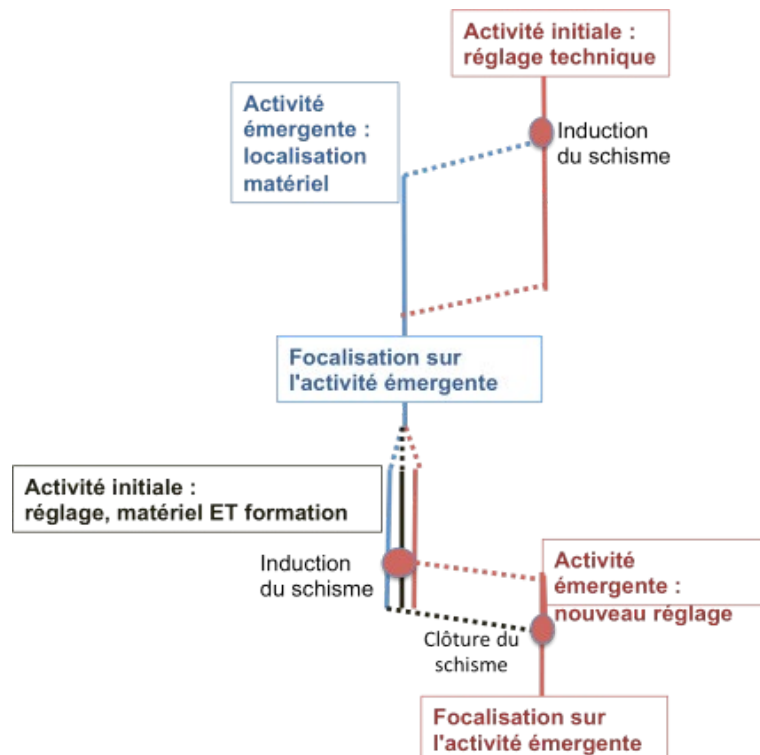 Activité initiale :
réglage technique
Activité
émergente :
localisation
matériel
Induction
du schisme
Focalisation sur
l'activité émergente
Activité initiale :
réglage, matériel ET formation
Induction
du schisme
Activité
émergente :
nouveau réglage
Clôture du
schisme
Focalisation sur
l'activité émergente